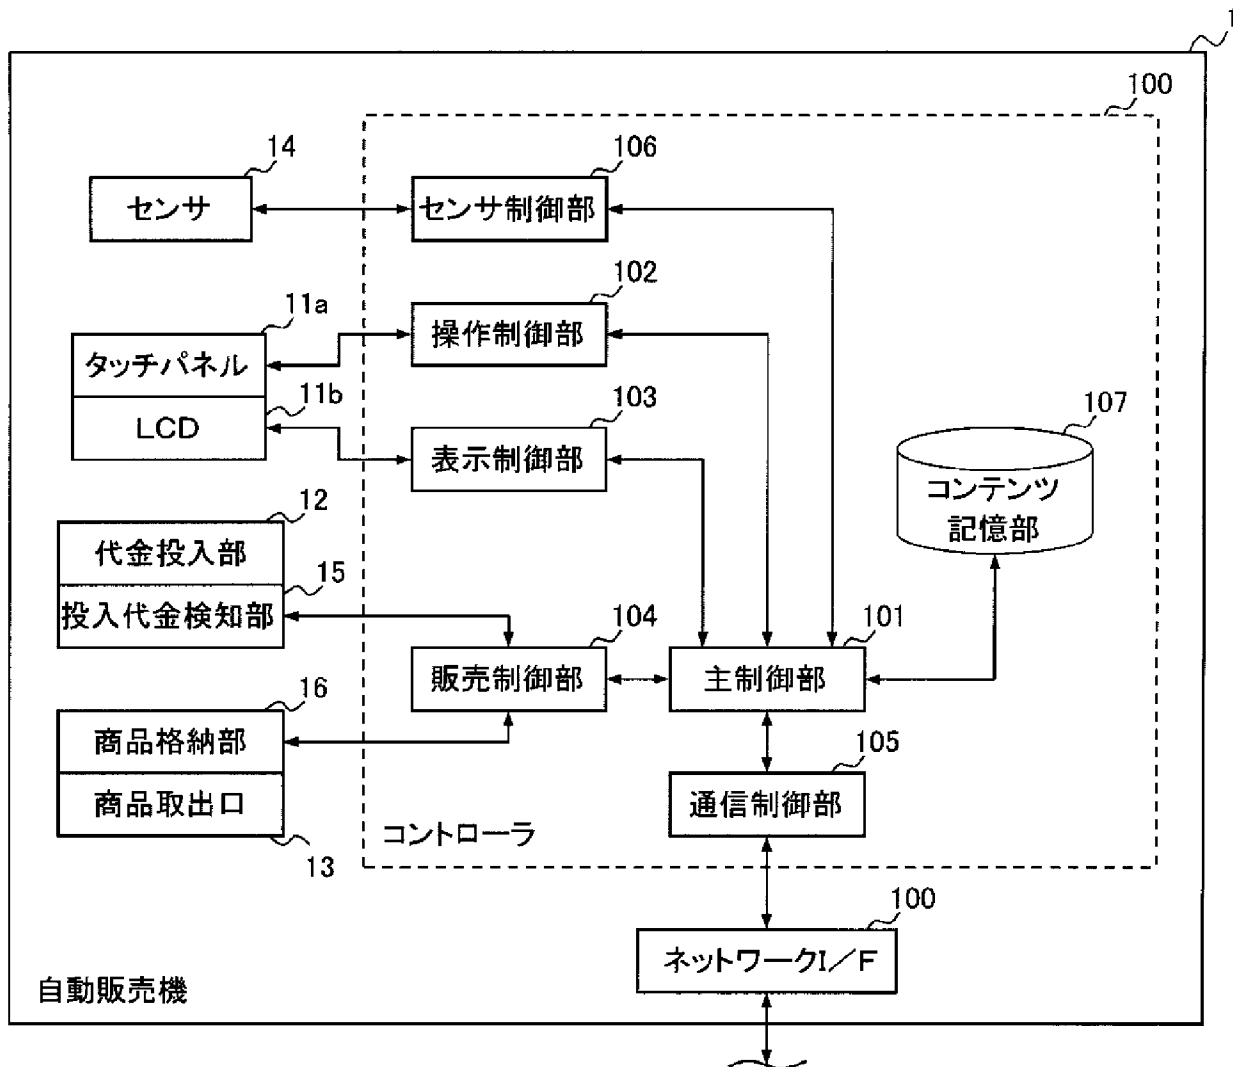 1
100
14
センサ
106
センサ制御部
102
操作制御部
11a
タッチパネル
11b
LCD
103
表示制御部
107
コンテンツ
記憶部
12
代金投入部
15
投入代金検知部
104
販売制御部
101
主制御部
16
商品格納部
商品取出口
13
105
通信制御部
コントローラ
100
ネットワークI／F
自動販売機